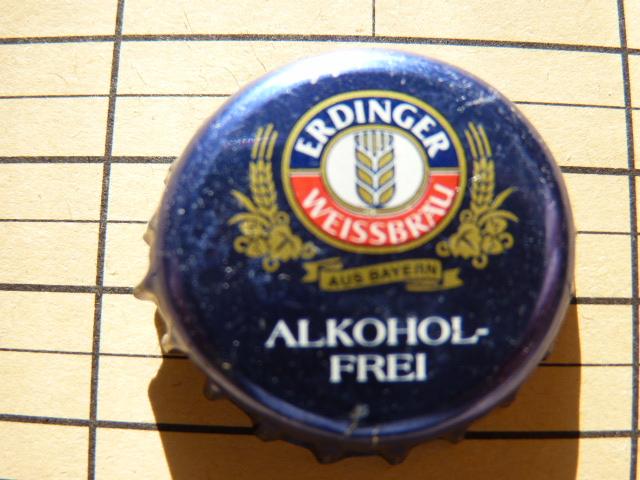 ERDINGER
WEISSBRÄU
AUS BAYERN
ALKOHOL-
FREI